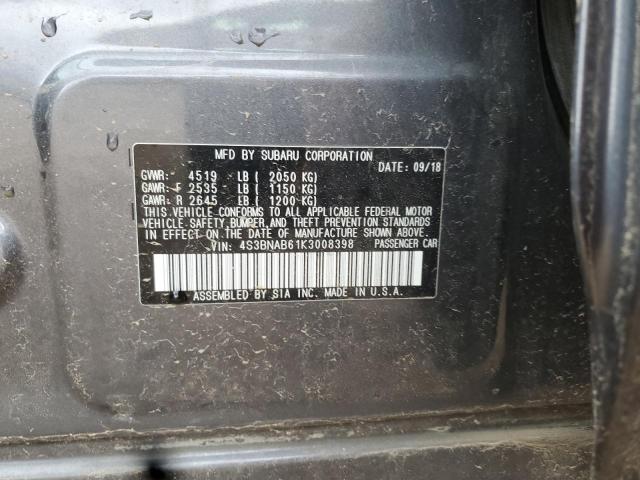 MFD BY SUBARU CORPORATION
DATE: 09/18
GVWR: 4519 LB ( 2050 KG)
GAWR: F 2535 LB ( 1150 KG)
GAWR: R 2645 LB ( 1200 KG)
THIS VEHICLE CONFORMS TO ALL APPLICABLE FEDERAL MOTOR
VEHICLE SAFETY, BUMPER, AND THEFT PREVENTION STANDARDS
IN EFFECT ON THE DATE OF MANUFACTURE SHOWN ABOVE.
VIN: 4S3BNAB61K3008398 PASSENGER CAR
ASSEMBLED BY SIA INC. MADE IN U.S.A.